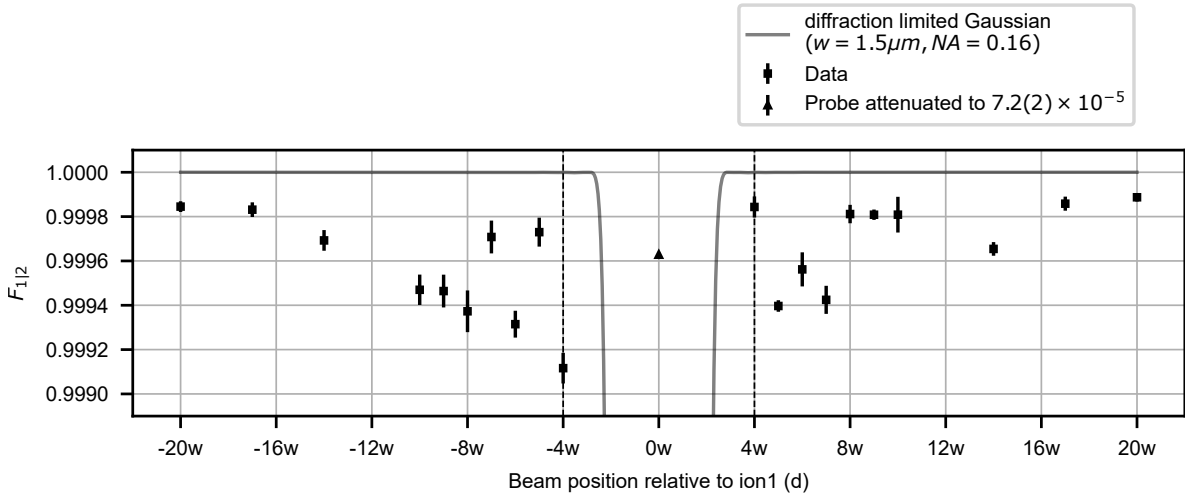 diffraction limited Gaussian
(w = 1.5μm, NA = 0.16)
Data
Probe attenuated to 7.2(2) × 10⁻⁵
F₁|₂
1.0000
0.9998
0.9996
0.9994
0.9992
0.9990
-20w -16w -12w -8w -4w 0w 4w 8w 12w 16w 20w
Beam position relative to ion1 (d)